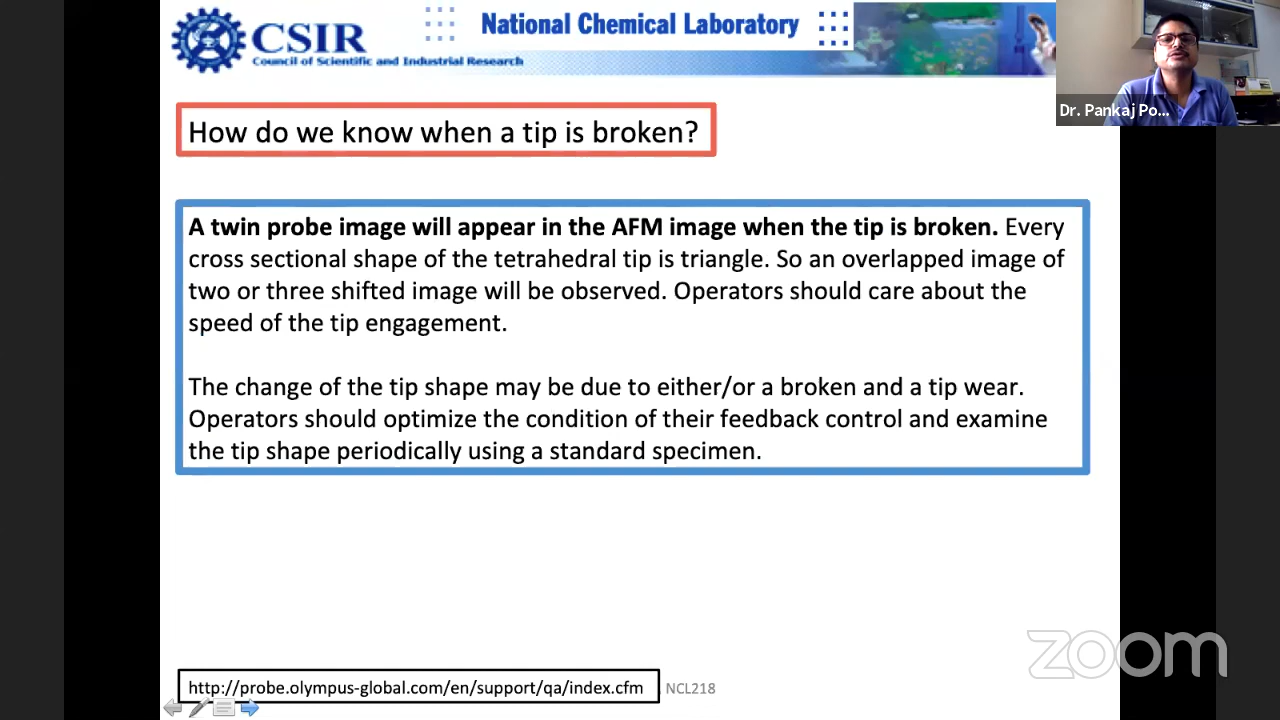 CSIR
National Chemical Laboratory
Council of Scientific and Industrial Research
Dr. Pankaj Po...
How do we know when a tip is broken?
A twin probe image will appear in the AFM image when the tip is broken. Every
cross sectional shape of the tetrahedral tip is triangle. So an overlapped image of
two or three shifted image will be observed. Operators should care about the
speed of the tip engagement.
The change of the tip shape may be due to either/or a broken and a tip wear.
Operators should optimize the condition of their feedback control and examine
the tip shape periodically using a standard specimen.
zoom
http://probe.olympus-global.com/en/support/qa/index.cfm
, NCL218